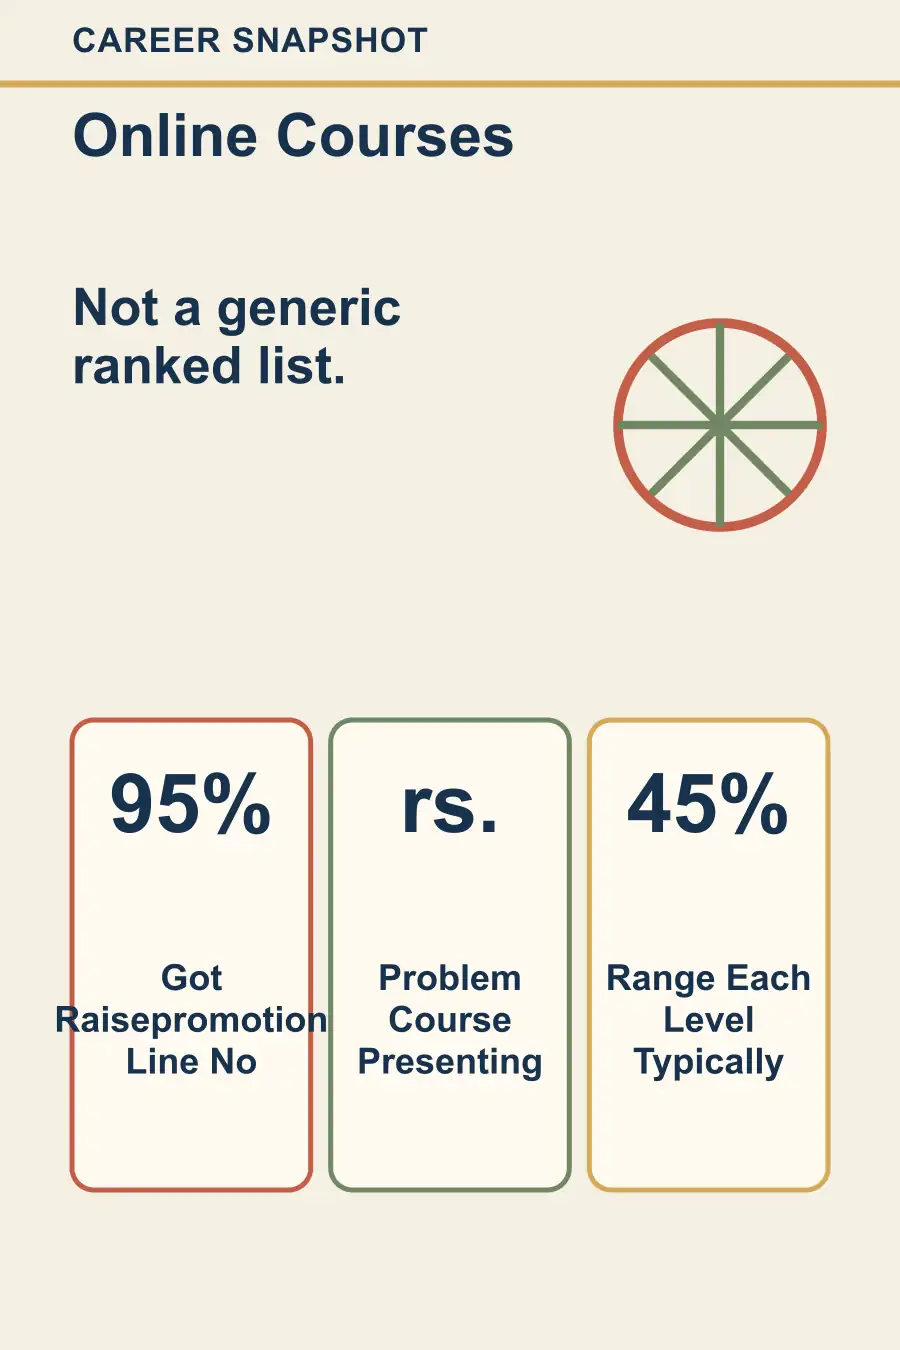 CAREER SNAPSHOT
Online Courses
Not a generic
ranked list.
95%
Got
Raisepromotion
Line No
rs.
Problem
Course
Presenting
45%
Range Each
Level
Typically